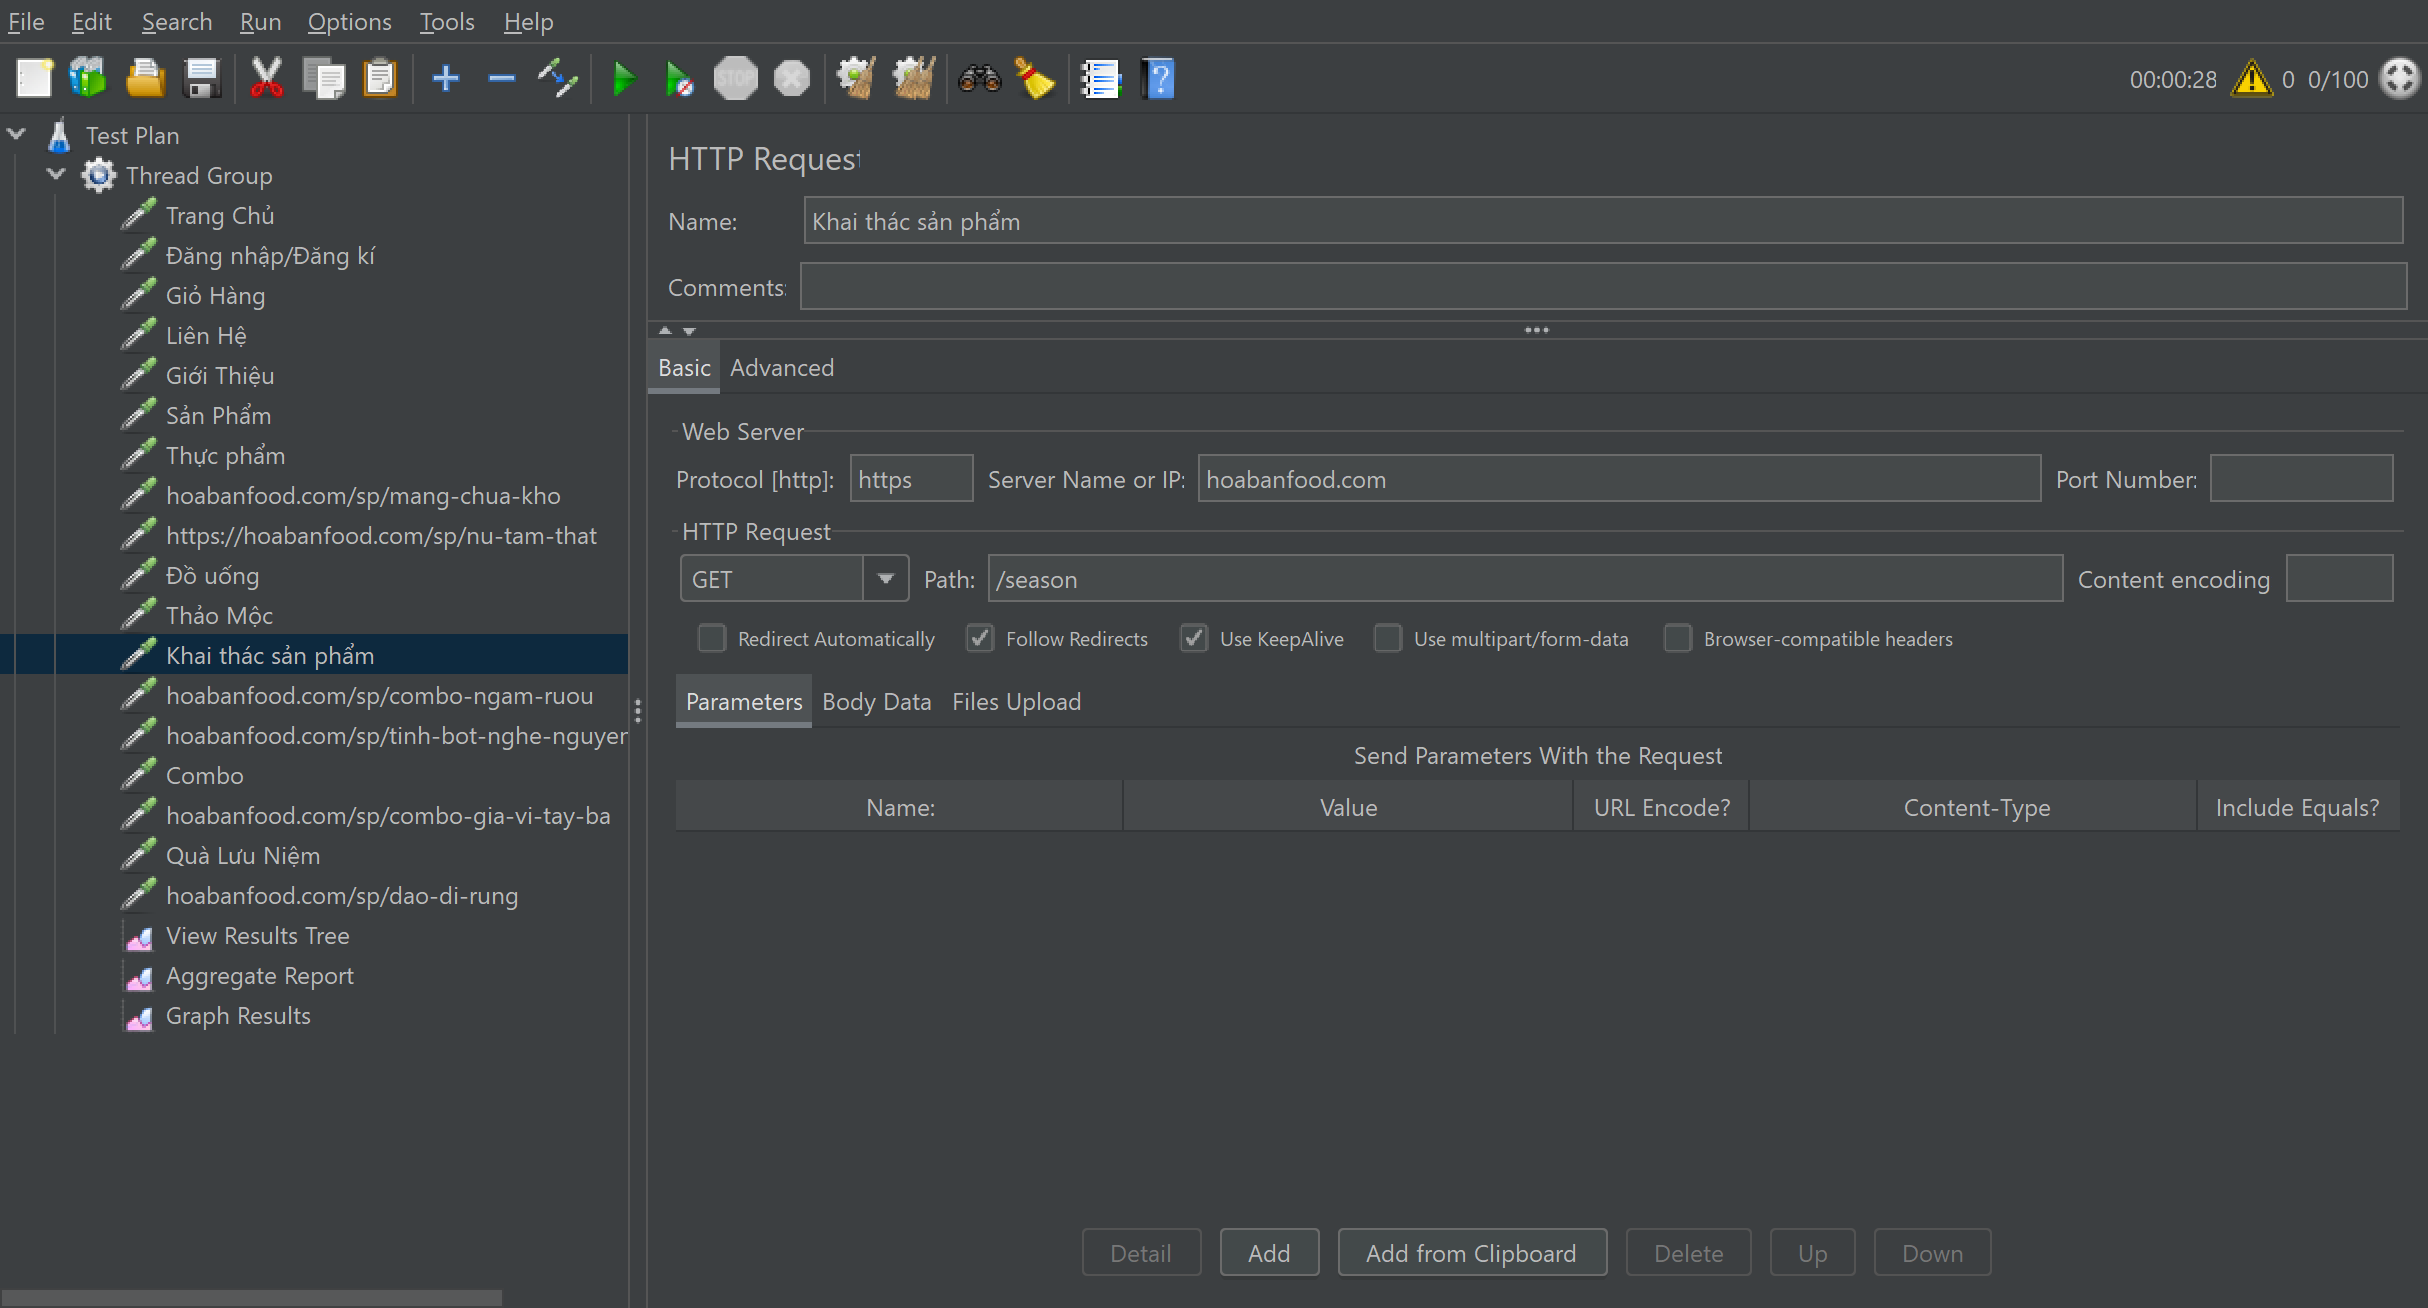 File Edit Search Run Options Tools Help
STOP 00:00:28 0 0/100
Test Plan
Thread Group
Trang Chủ
Đăng nhập/Đăng kí
Giỏ Hàng
Liên Hệ
Giới Thiệu
Sản Phẩm
Thực phẩm
hoabanfood.com/sp/mang-chua-kho
https://hoabanfood.com/sp/nu-tam-that
Đồ uống
Thảo Mộc
Khai thác sản phẩm
hoabanfood.com/sp/combo-ngam-ruou
hoabanfood.com/sp/tinh-bot-nghe-nguyer
Combo
hoabanfood.com/sp/combo-gia-vi-tay-ba
Quà Lưu Niệm
hoabanfood.com/sp/dao-di-rung
View Results Tree
Aggregate Report
Graph Results
HTTP Request
Name: Khai thác sản phẩm
Comments:
Basic Advanced
Web Server
Protocol [http]: https Server Name or IP: hoabanfood.com Port Number:
HTTP Request
GET Path: /season Content encoding
Redirect Automatically Follow Redirects Use KeepAlive Use multipart/form-data Browser-compatible headers
Parameters Body Data Files Upload
Send Parameters With the Request
Name: Value URL Encode? Content-Type Include Equals?
Detail Add Add from Clipboard Delete Up Down